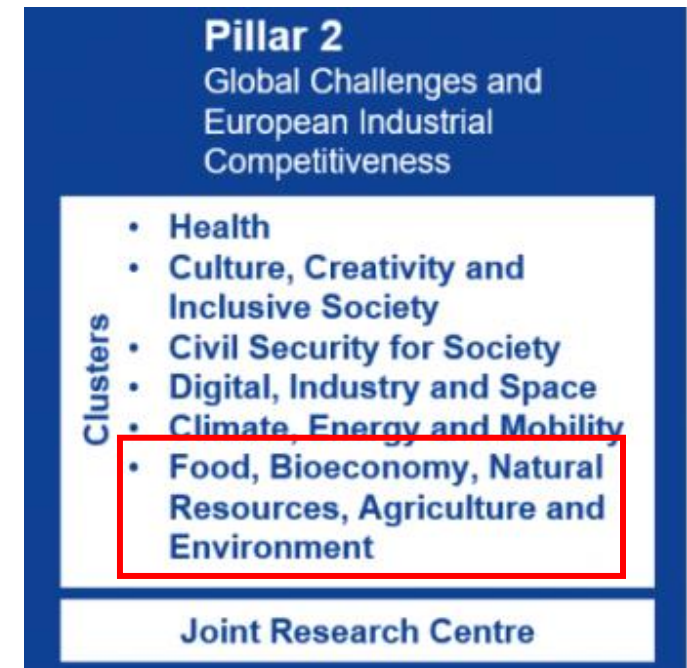 Pillar 2
Global Challenges and
European Industrial
Competitiveness
Clusters
• Health
• Culture, Creativity and
Inclusive Society
• Civil Security for Society
• Digital, Industry and Space
• Climate, Energy and Mobility
• Food, Bioeconomy, Natural
Resources, Agriculture and
Environment
Joint Research Centre